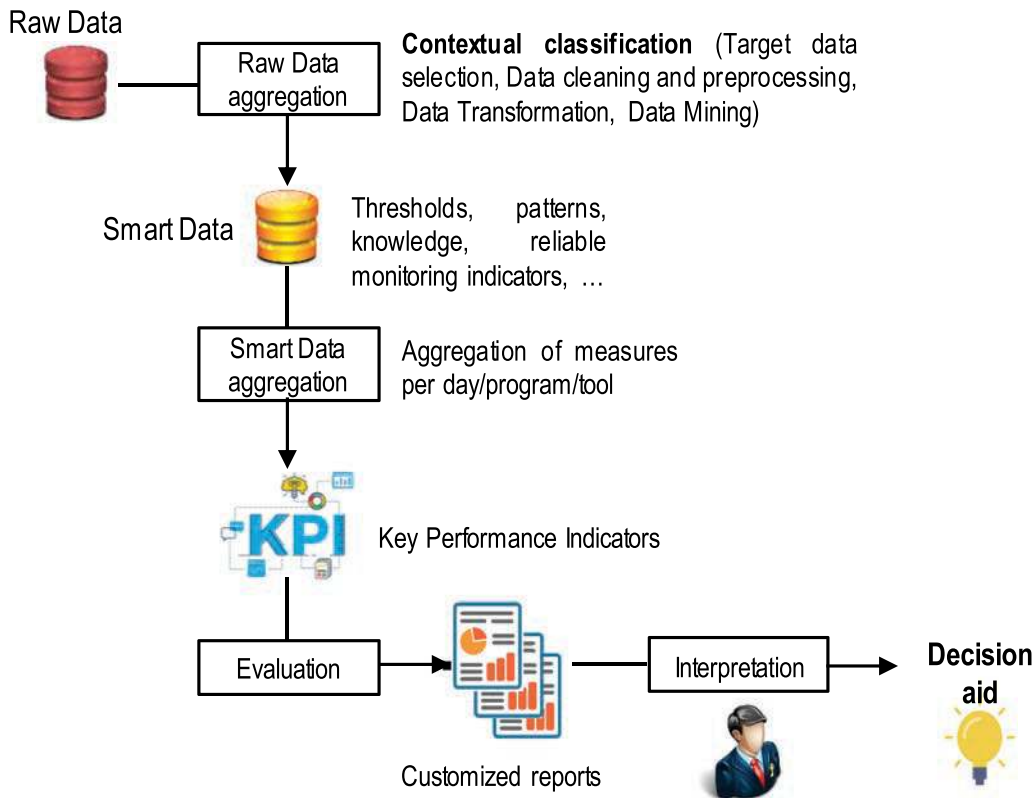 Raw Data
Raw Data
aggregation
Contextual classification (Target data
selection, Data cleaning and preprocessing,
Data Transformation, Data Mining)
Smart Data
Thresholds, patterns,
knowledge, reliable
monitoring indicators, …
Smart Data
aggregation
Aggregation of measures
per day/program/tool
KPI
Key Performance Indicators
Evaluation
Customized reports
Interpretation
Decision
aid